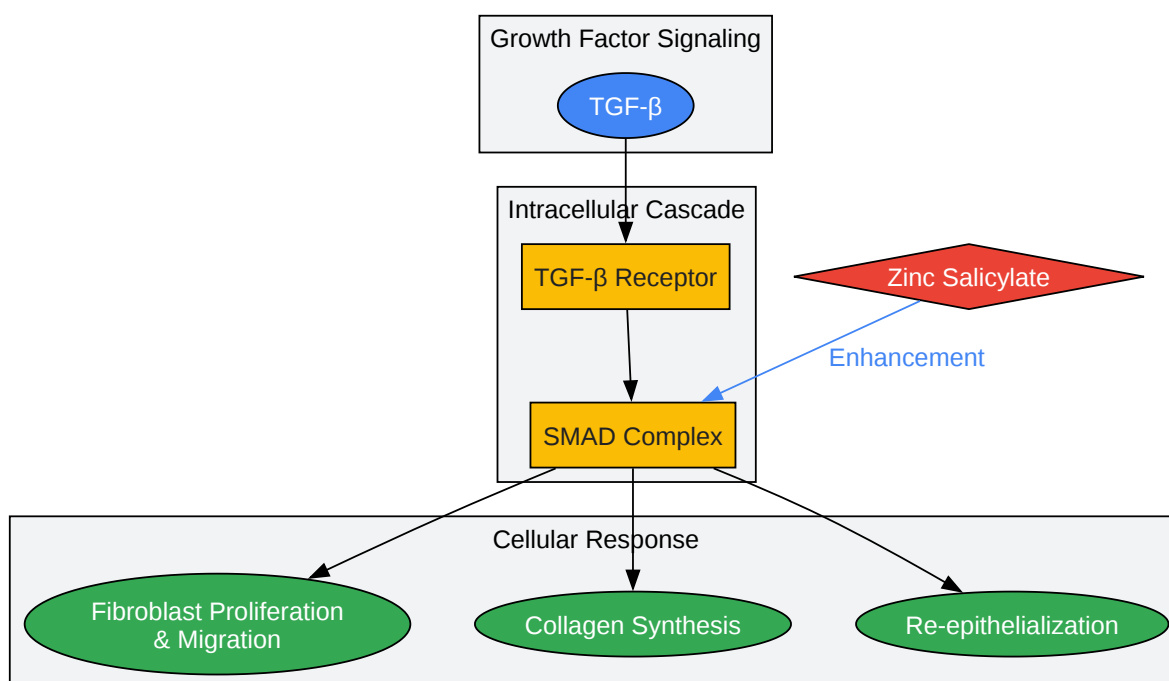 Growth Factor Signaling
TGF-β
Intracellular Cascade
TGF-β Receptor
Zinc Salicylate
Enhancement
SMAD Complex
Cellular Response
Fibroblast Proliferation
& Migration
Collagen Synthesis
Re-epithelialization